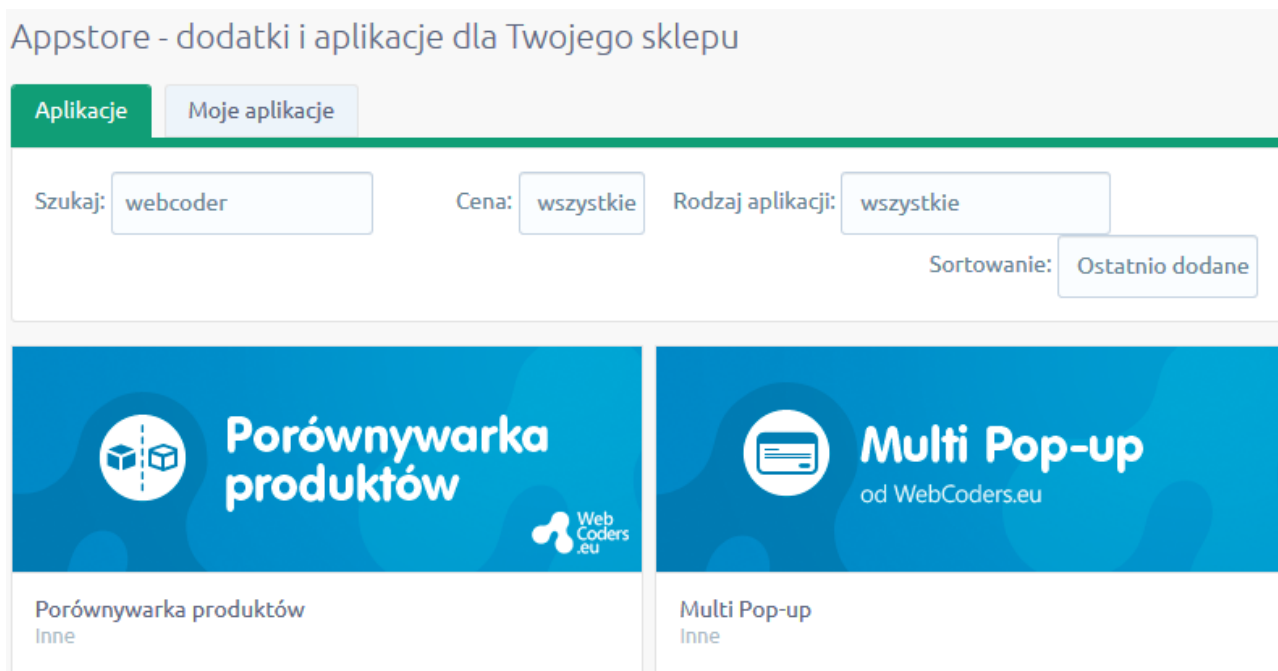 Appstore - dodatki i aplikacje dla Twojego sklepu
Aplikacje Moje aplikacje
Szukaj: webcoder Cena: wszystkie Rodzaj aplikacji: wszystkie
Sortowanie: Ostatnio dodane
Porównywarka
produktów
Web
Coders
.eu
Multi Pop-up
od WebCoders.eu
Porównywarka produktów
Inne
Multi Pop-up
Inne